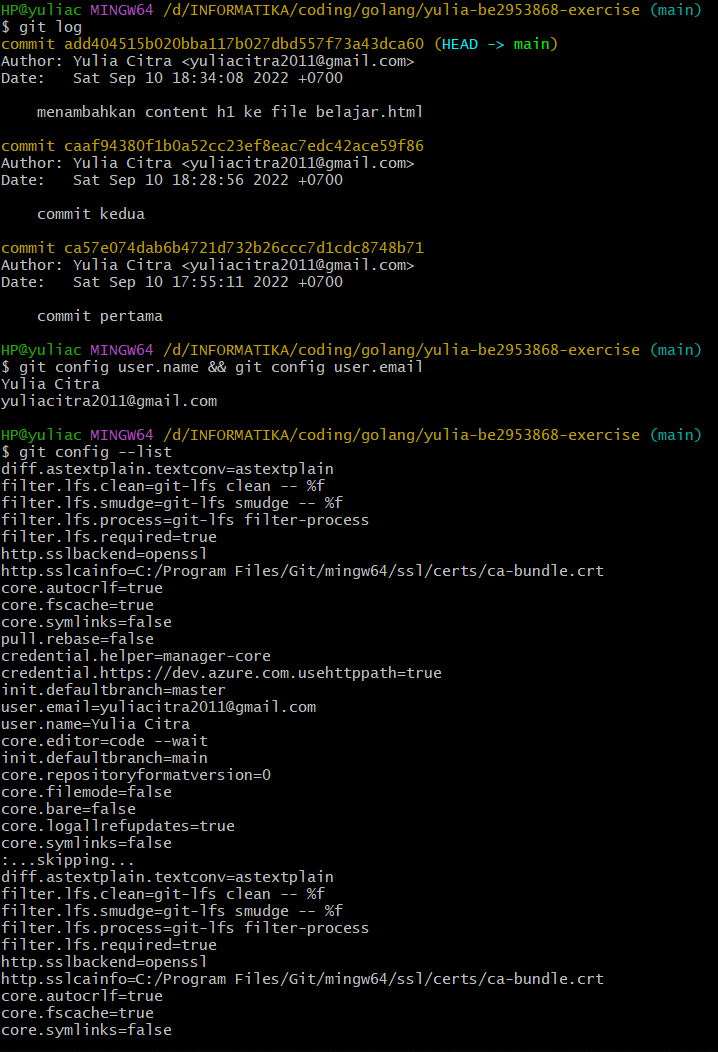 HP@yuliac MINGW64 /d/INFORMATIKA/coding/golang/yulia-be2953868-exercise (main)
$ git log
commit add404515b020bba117b027dbd557f73a43dca60 (HEAD -> main)
Author: Yulia Citra <yuliacitra2011@gmail.com>
Date:   Sat Sep 10 18:34:08 2022 +0700

    menambahkan content h1 ke file belajar.html

commit caaf94380f1b0a52cc23ef8eac7edc42ace59f86
Author: Yulia Citra <yuliacitra2011@gmail.com>
Date:   Sat Sep 10 18:28:56 2022 +0700

    commit kedua

commit ca57e074dab6b4721d732b26ccc7d1cdc8748b71
Author: Yulia Citra <yuliacitra2011@gmail.com>
Date:   Sat Sep 10 17:55:11 2022 +0700

    commit pertama

HP@yuliac MINGW64 /d/INFORMATIKA/coding/golang/yulia-be2953868-exercise (main)
$ git config user.name && git config user.email
Yulia Citra
yuliacitra2011@gmail.com

HP@yuliac MINGW64 /d/INFORMATIKA/coding/golang/yulia-be2953868-exercise (main)
$ git config --list
diff.astextplain.textconv=astextplain
filter.lfs.clean=git-lfs clean -- %f
filter.lfs.smudge=git-lfs smudge -- %f
filter.lfs.process=git-lfs filter-process
filter.lfs.required=true
http.sslbackend=openssl
http.sslcainfo=C:/Program Files/Git/mingw64/ssl/certs/ca-bundle.crt
core.autocrlf=true
core.fscache=true
core.symlinks=false
pull.rebase=false
credential.helper=manager-core
credential.https://dev.azure.com.usehttppath=true
init.defaultbranch=master
user.email=yuliacitra2011@gmail.com
user.name=Yulia Citra
core.editor=code --wait
init.defaultbranch=main
core.repositoryformatversion=0
core.filemode=false
core.bare=false
core.logallrefupdates=true
core.symlinks=false
:...skipping...
diff.astextplain.textconv=astextplain
filter.lfs.clean=git-lfs clean -- %f
filter.lfs.smudge=git-lfs smudge -- %f
filter.lfs.process=git-lfs filter-process
filter.lfs.required=true
http.sslbackend=openssl
http.sslcainfo=C:/Program Files/Git/mingw64/ssl/certs/ca-bundle.crt
core.autocrlf=true
core.fscache=true
core.symlinks=false